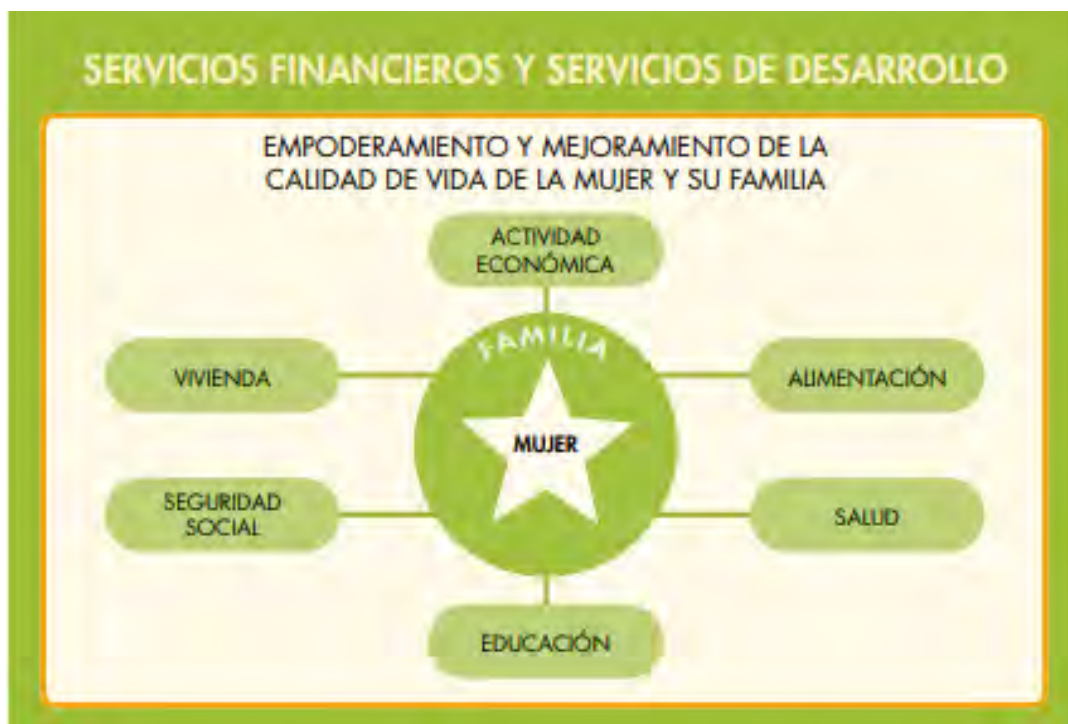 SERVICIOS FINANCIEROS Y SERVICIOS DE DESARROLLO
EMPODERAMIENTO Y MEJORAMIENTO DE LA
CALIDAD DE VIDA DE LA MUJER Y SU FAMILIA
ACTIVIDAD
ECONÓMICA
FAMILIA
VIVIENDA
ALIMENTACIÓN
MUJER
SEGURIDAD
SOCIAL
SALUD
EDUCACIÓN